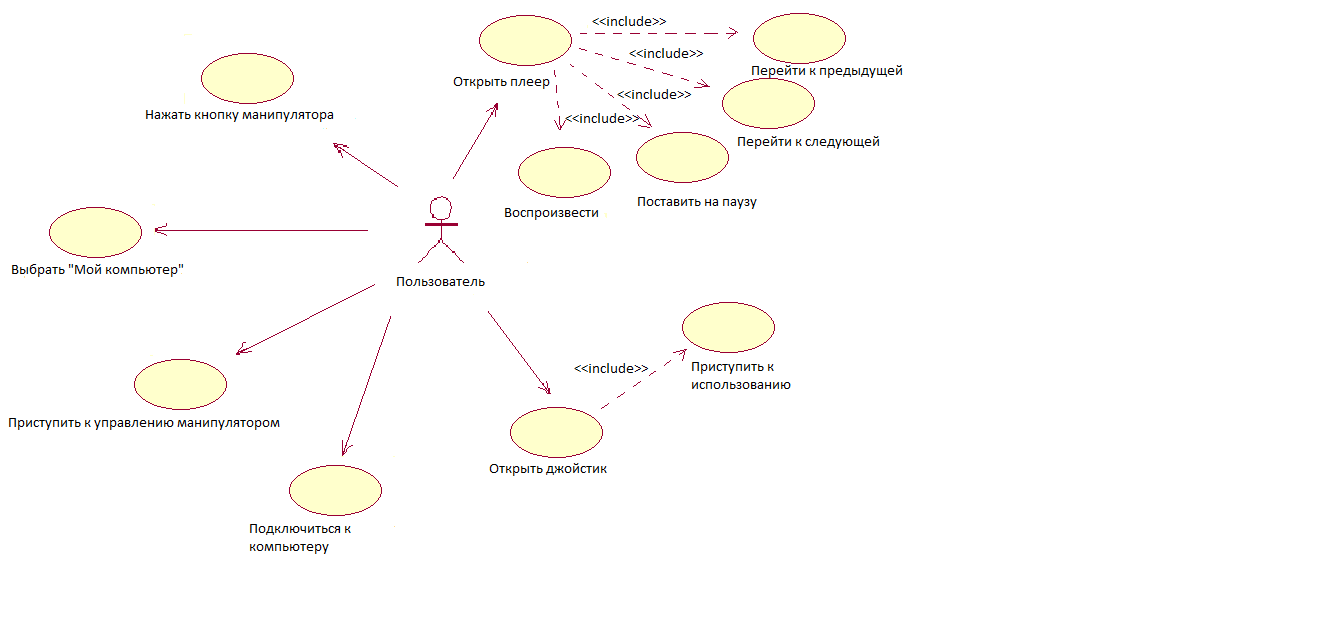 <<include>>
<<include>>
Перейти к предыдущей
Открыть плеер
<<include>>
Нажать кнопку манипулятора
<<include>>
Перейти к следующей
Поставить на паузу
Воспроизвести
Выбрать "Мой компьютер"
Пользователь
<<include>>
Приступить к
использованию
Приступить к управлению манипулятором
Открыть джойстик
Подключиться к
компьютеру